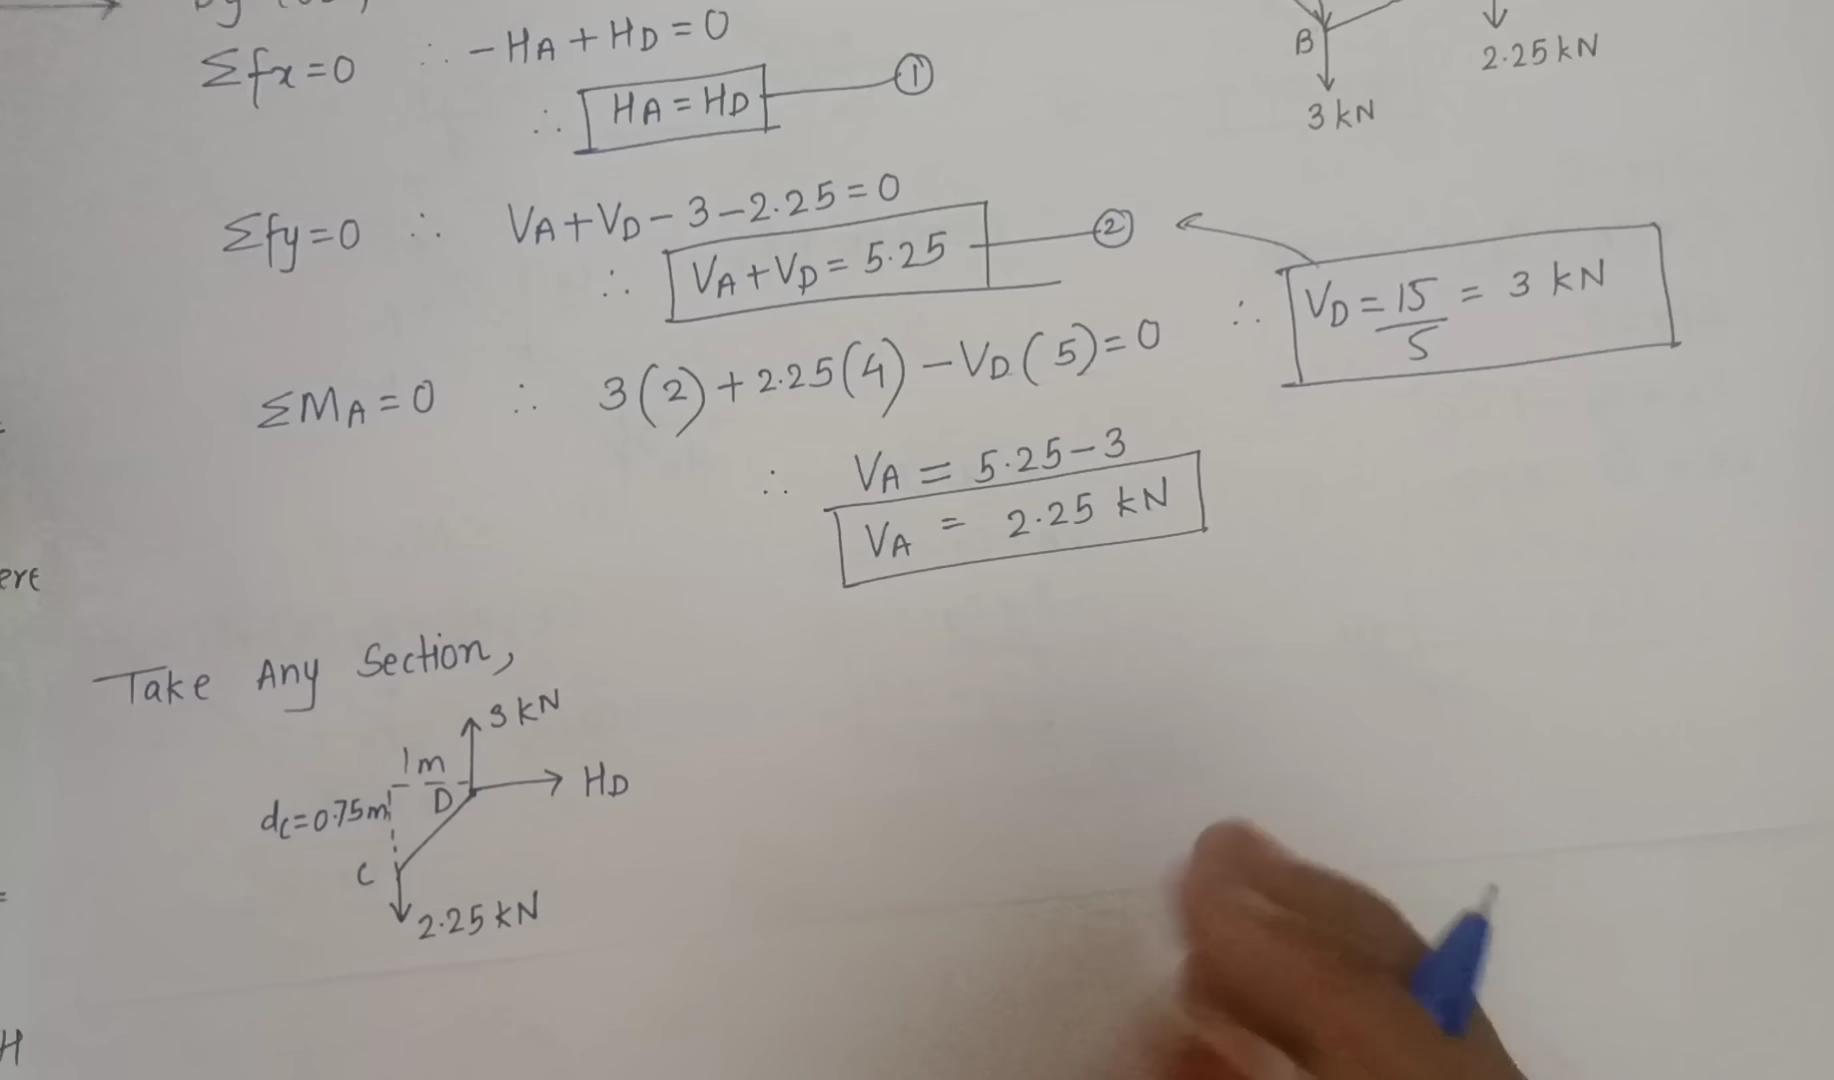 Σfx=0 ∴ -HA+HD=0
∴ HA=HD ①
B
2.25 kN
3 kN
Σfy=0 ∴ VA+VD-3-2.25=0
∴ VA+VD=5.25 ②
∴ VD=15/5=3 kN
ΣMA=0 ∴ 3(2)+2.25(4)-VD(5)=0
∴ VA=5.25-3
VA=2.25 kN
ere
Take Any Section,
3 kN
1m
D
HD
dc=0.75m
C
2.25 kN
=
H